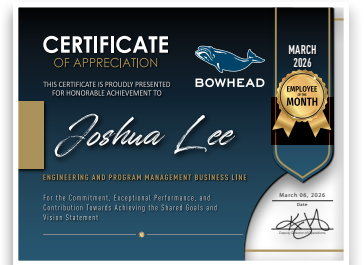 CERTIFICATE
OF APPRECIATION
THIS CERTIFICATE IS PROUDLY PRESENTED
FOR HONORABLE ACHIEVEMENT TO
BOWHEAD
MARCH
2026
EMPLOYEE
OF THE
MONTH
Joshua Lee
ENGINEERING AND PROGRAM MANAGEMENT BUSINESS LINE
For the Commitment, Exceptional Performance, and
Contribution Towards Achieving the Shared Goals and
Vision Statement
March 06, 2026
Date